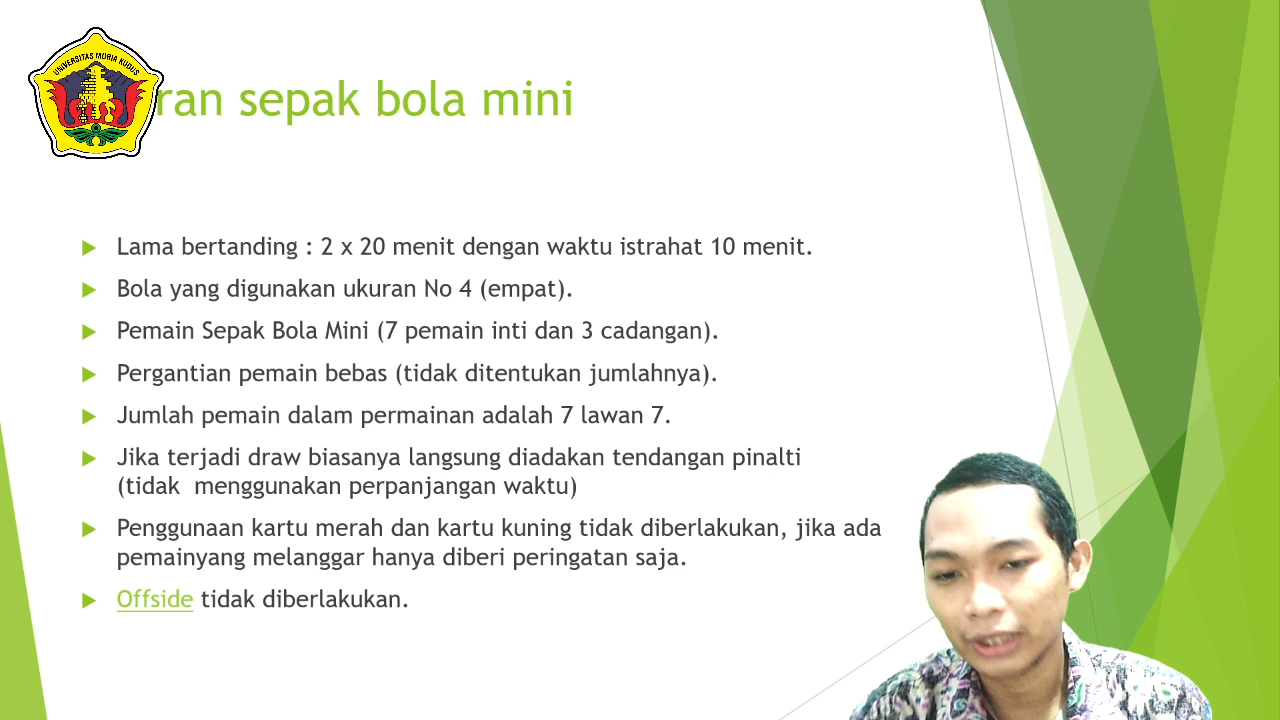 UNIVERSITAS MURIA KUDUS
ran sepak bola mini
Lama bertanding : 2 x 20 menit dengan waktu istrahat 10 menit.
Bola yang digunakan ukuran No 4 (empat).
Pemain Sepak Bola Mini (7 pemain inti dan 3 cadangan).
Pergantian pemain bebas (tidak ditentukan jumlahnya).
Jumlah pemain dalam permainan adalah 7 lawan 7.
Jika terjadi draw biasanya langsung diadakan tendangan pinalti
(tidak  menggunakan perpanjangan waktu)
Penggunaan kartu merah dan kartu kuning tidak diberlakukan, jika ada
pemainyang melanggar hanya diberi peringatan saja.
Offside tidak diberlakukan.